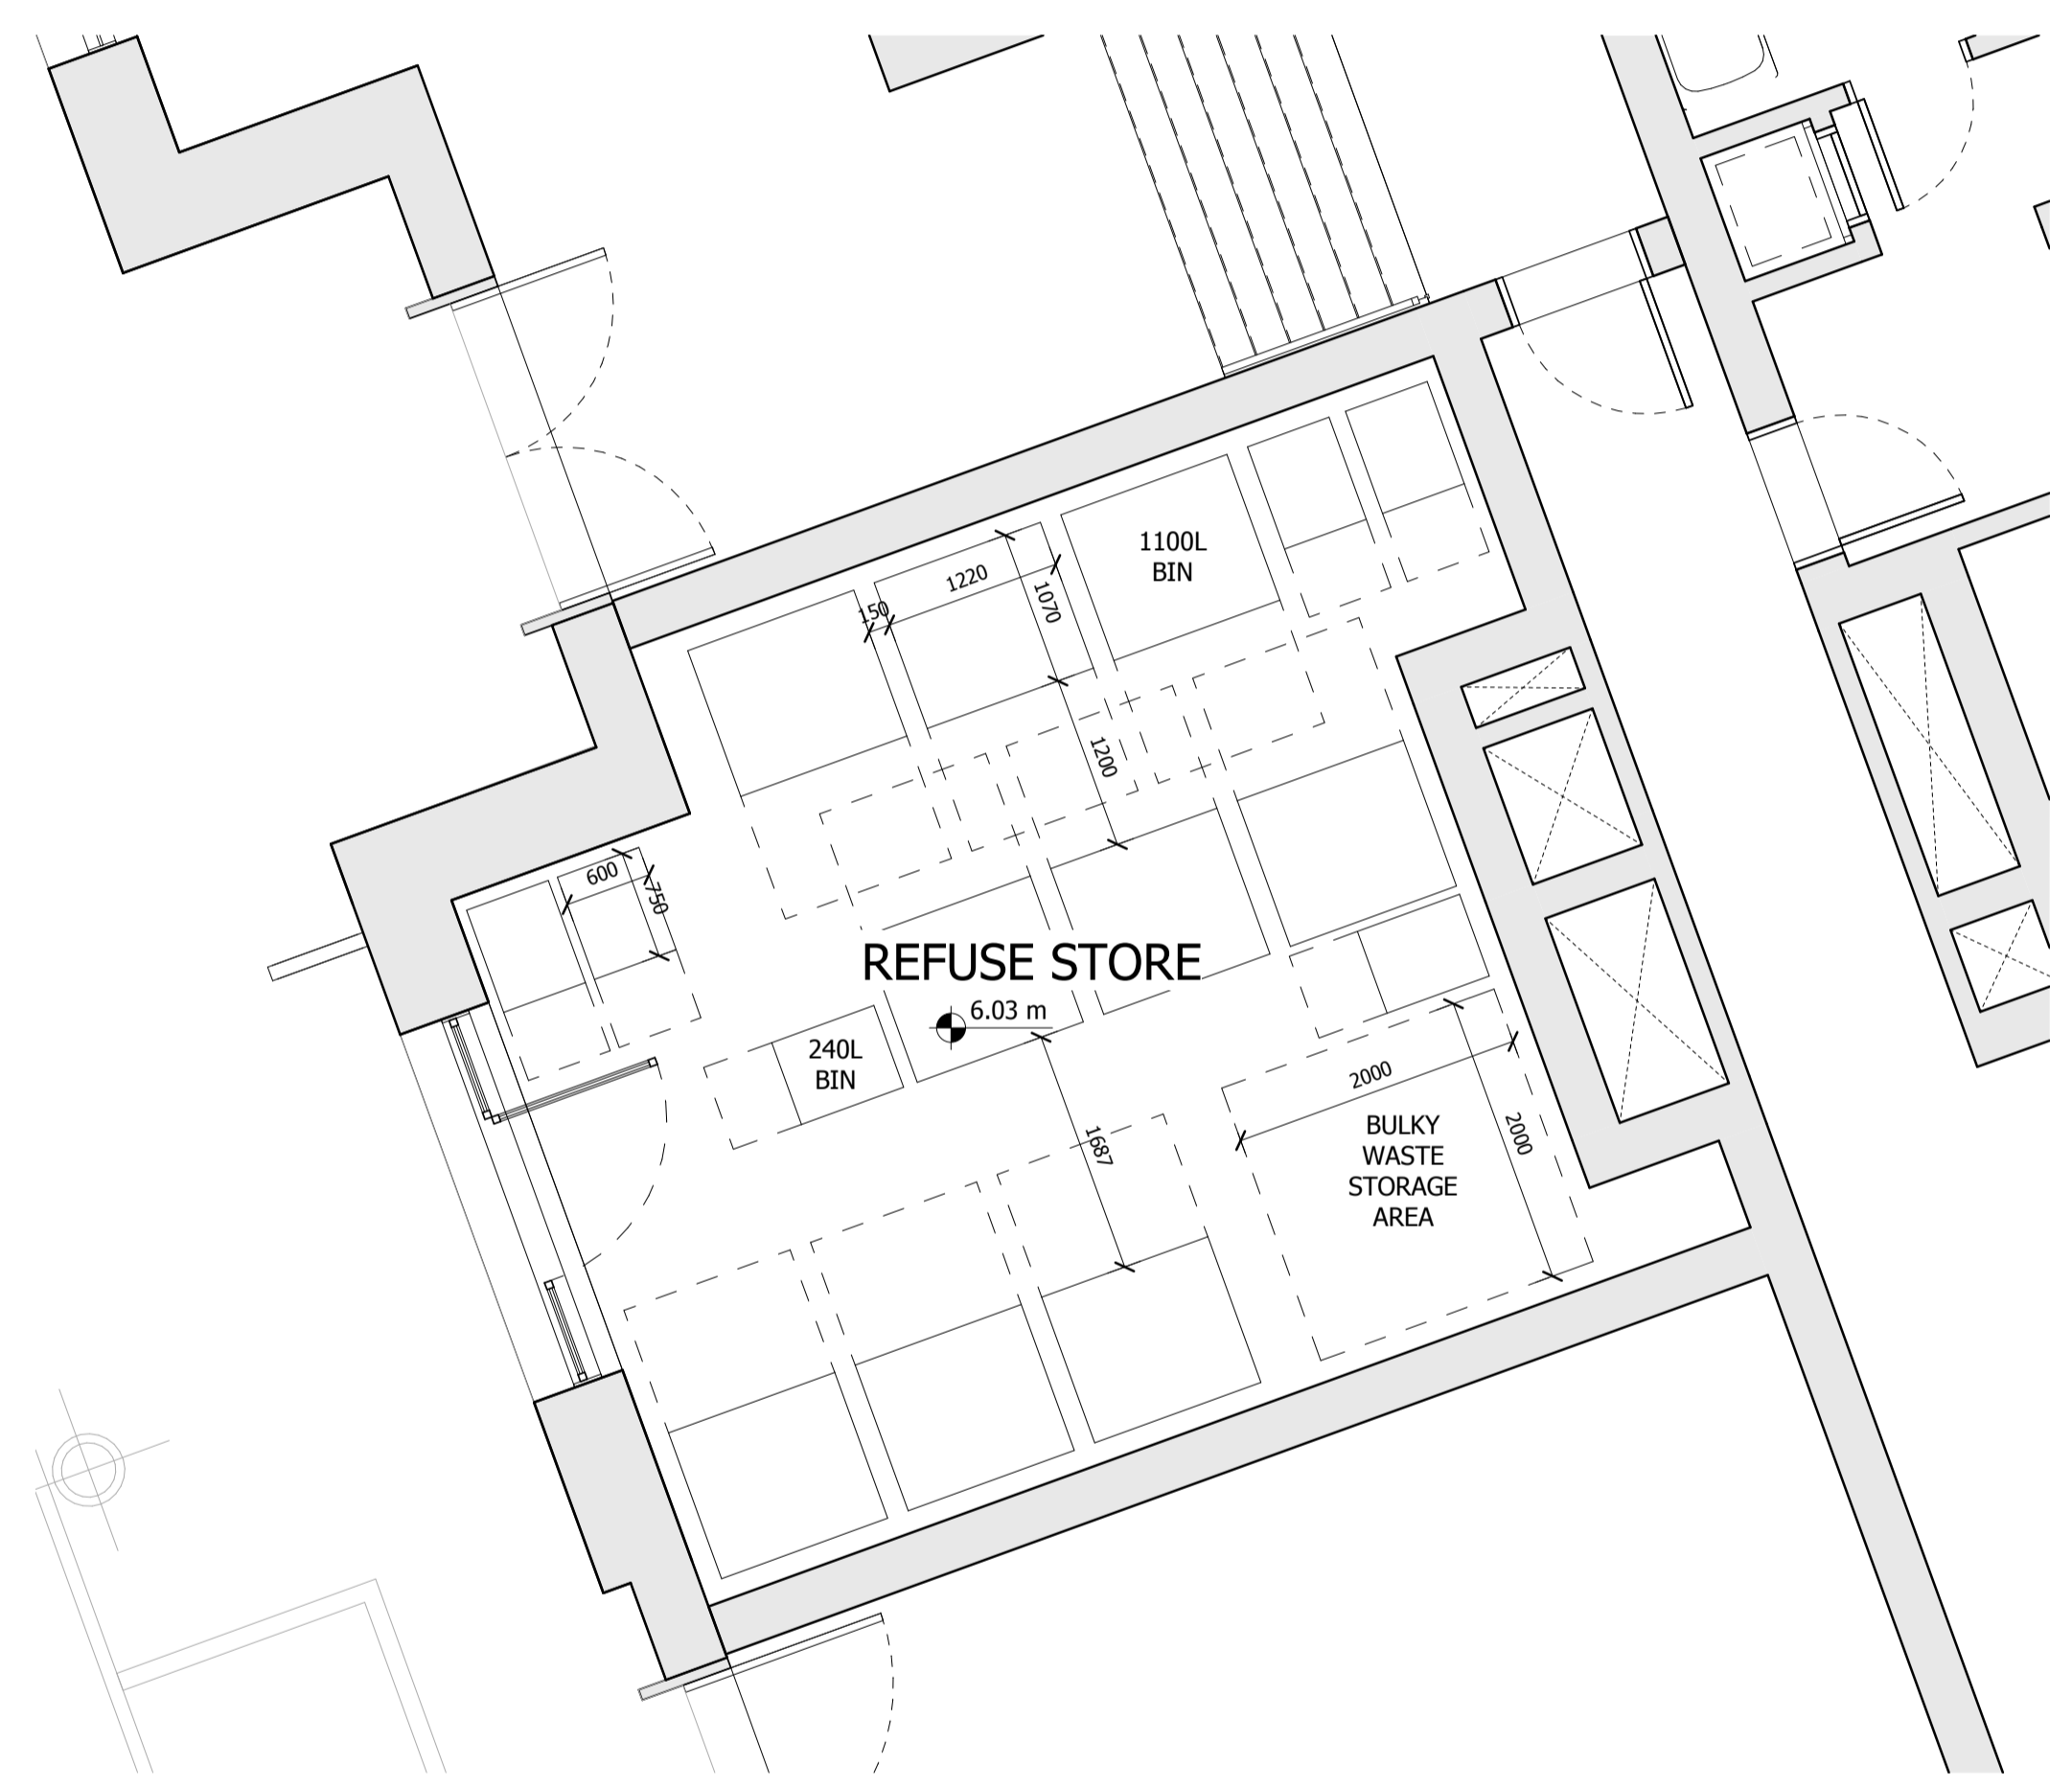 1100L
BIN
1220
150
1070
1200
600
750
REFUSE STORE
6.03 m
240L
BIN
2000
1687
2000
BULKY
WASTE
STORAGE
AREA